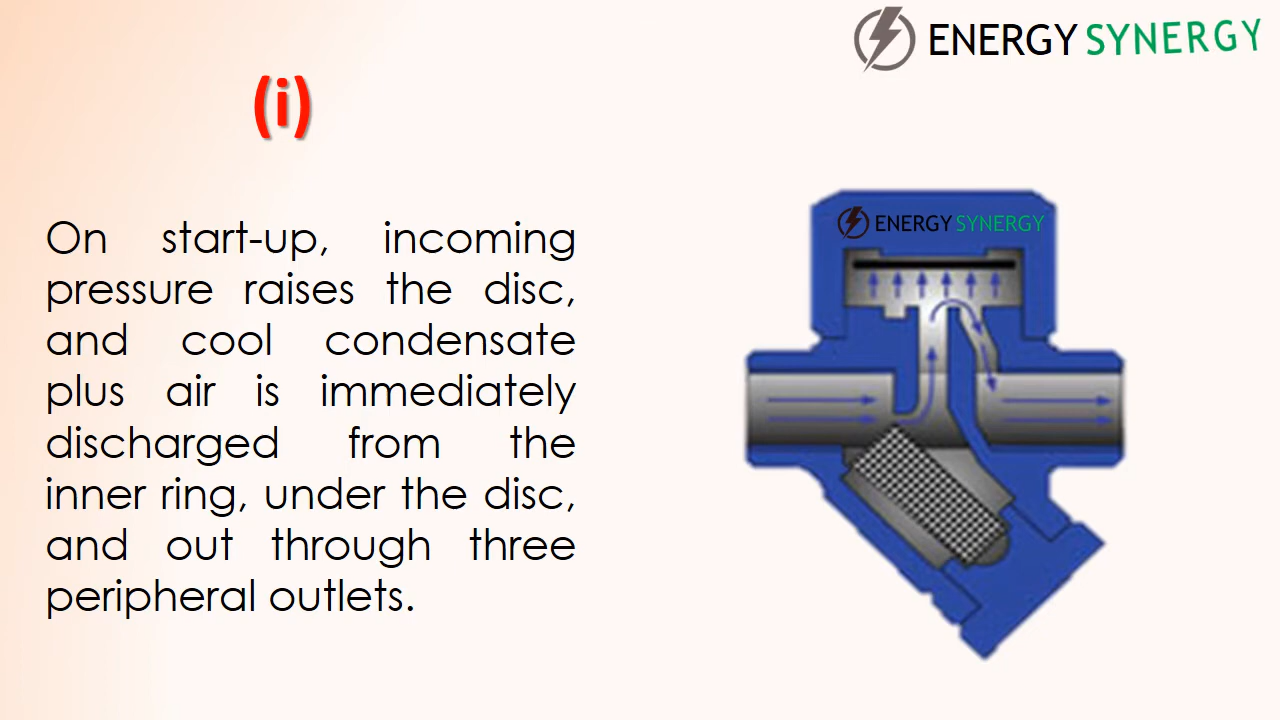 ENERGY SYNERGY
(i)
On start-up, incoming
pressure raises the disc,
and cool condensate
plus air is immediately
discharged from the
inner ring, under the disc,
and out through three
peripheral outlets.
ENERGY SYNERGY